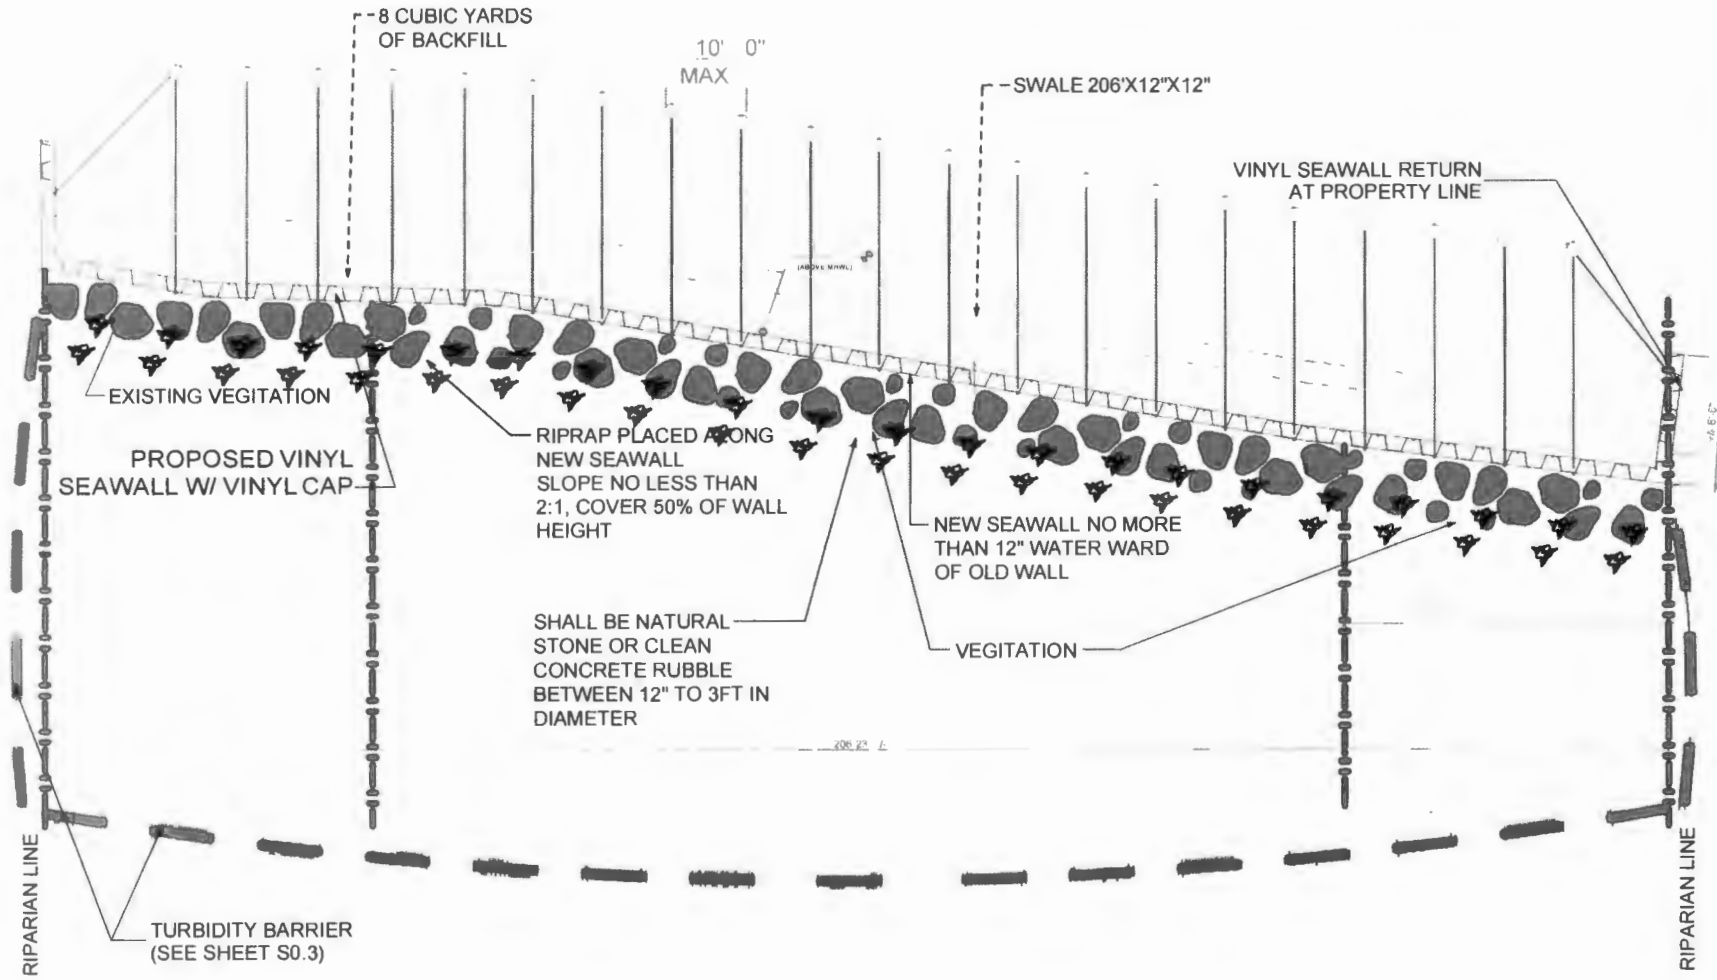 8 CUBIC YARDS
OF BACKFILL
10' 0"
MAX
SWALE 206'X12"X12"
VINYL SEAWALL RETURN
AT PROPERTY LINE
(ABOVE MHWL)
EXISTING VEGITATION
PROPOSED VINYL
SEAWALL W/ VINYL CAP
RIPRAP PLACED ALONG
NEW SEAWALL
SLOPE NO LESS THAN
2:1, COVER 50% OF WALL
HEIGHT
NEW SEAWALL NO MORE
THAN 12" WATER WARD
OF OLD WALL
SHALL BE NATURAL
STONE OR CLEAN
CONCRETE RUBBLE
BETWEEN 12" TO 3FT IN
DIAMETER
VEGITATION
206.23
RIPARIAN LINE
RIPARIAN LINE
TURBIDITY BARRIER
(SEE SHEET S0.3)